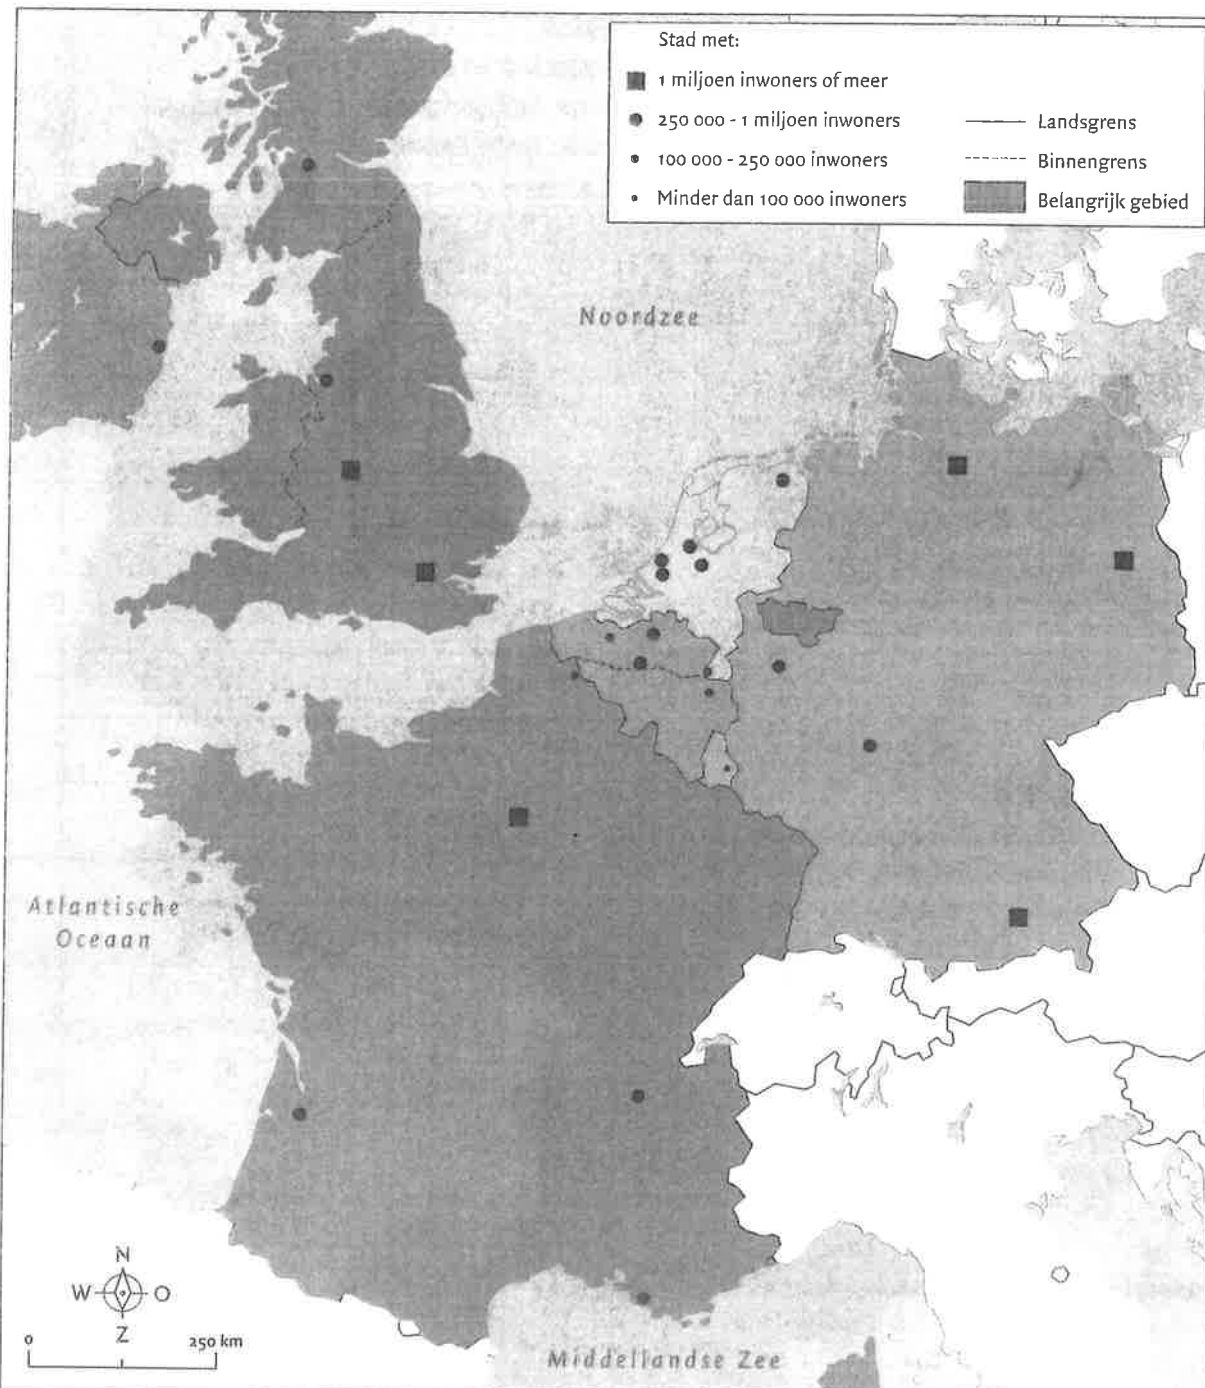 Stad met:
1 miljoen inwoners of meer
250 000 - 1 miljoen inwoners
100 000 - 250 000 inwoners
Minder dan 100 000 inwoners
Landsgrens
Binnengrens
Belangrijk gebied
Noordzee
Atlantische
Oceaan
N
W
O
Z
0
250 km
Middellandse Zee